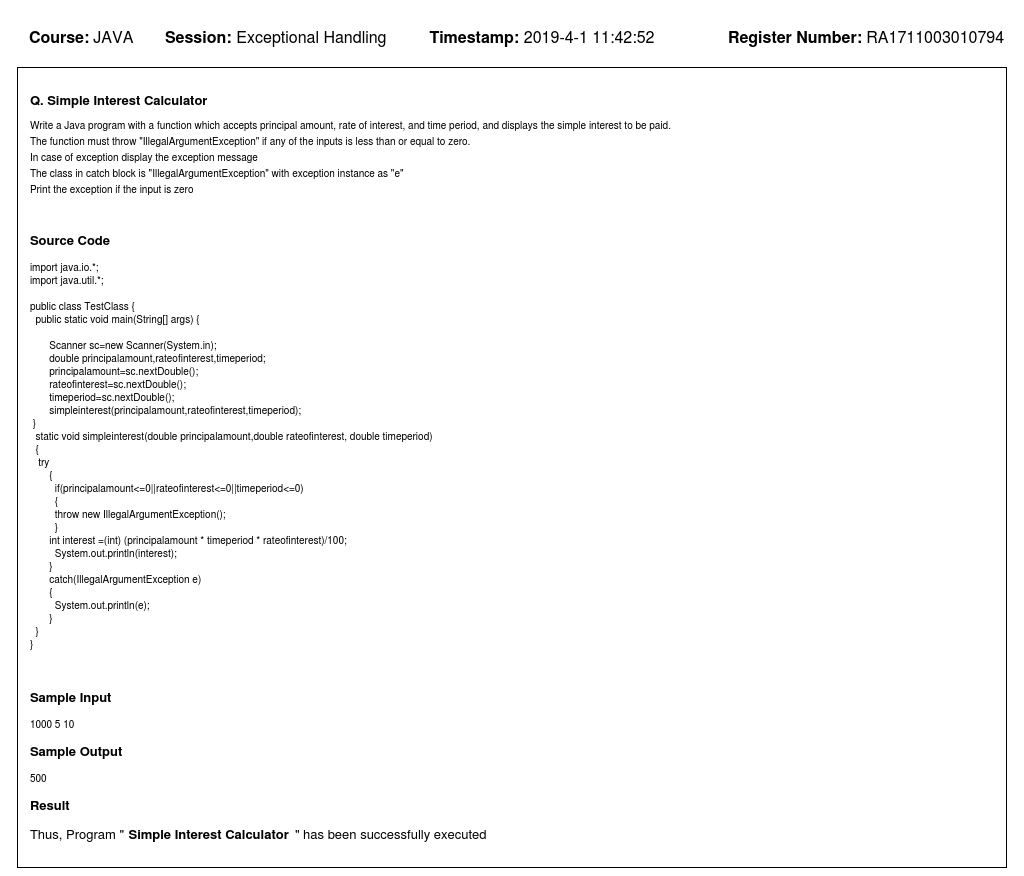 Course: JAVA Session: Exceptional Handling Timestamp: 2019-4-1 11:42:52 Register Number: RA1711003010794
Q. Simple Interest Calculator
Write a Java program with a function which accepts principal amount, rate of interest, and time period, and displays the simple interest to be paid.
The function must throw "IllegalArgumentException" if any of the inputs is less than or equal to zero.
In case of exception display the exception message
The class in catch block is "IllegalArgumentException" with exception instance as "e"
Print the exception if the input is zero
Source Code
import java.io.*;
import java.util.*;
public class TestClass {
public static void main(String[] args) {
Scanner sc=new Scanner(System.in);
double principalamount,rateofinterest,timeperiod;
principalamount=sc.nextDouble();
rateofinterest=sc.nextDouble();
timeperiod=sc.nextDouble();
simpleinterest(principalamount,rateofinterest,timeperiod);
}
static void simpleinterest(double principalamount,double rateofinterest, double timeperiod)
{
try
{
if(principalamount<=0||rateofinterest<=0||timeperiod<=0)
{
throw new IllegalArgumentException();
}
int interest =(int) (principalamount * timeperiod * rateofinterest)/100;
System.out.println(interest);
}
catch(IllegalArgumentException e)
{
System.out.println(e);
}
}
}
Sample Input
1000 5 10
Sample Output
500
Result
Thus, Program " Simple Interest Calculator " has been successfully executed